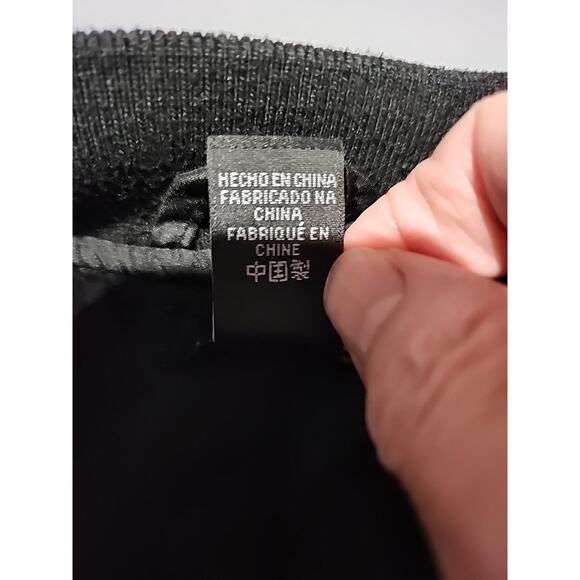 HECHO EN CHINA
FABRICADO NA
CHINA
FABRIQUÉ EN
CHINE
中国製